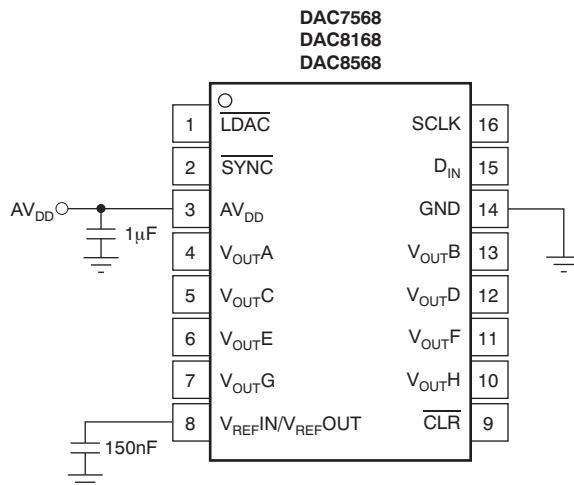 DAC7568
DAC8168
DAC8568
1 LDAC SCLK 16
2 SYNC DIN 15
AVDD 3 AVDD GND 14
1μF
4 VOUTA VOUTB 13
5 VOUTC VOUTD 12
6 VOUTE VOUTF 11
7 VOUTG VOUTH 10
8 VREFIN/VREFOUT CLR 9
150nF